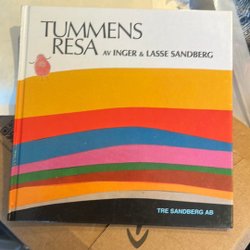 TUMMENS
RESA AV INGER & LASSE SANDBERG
TRE SANDBERG AB